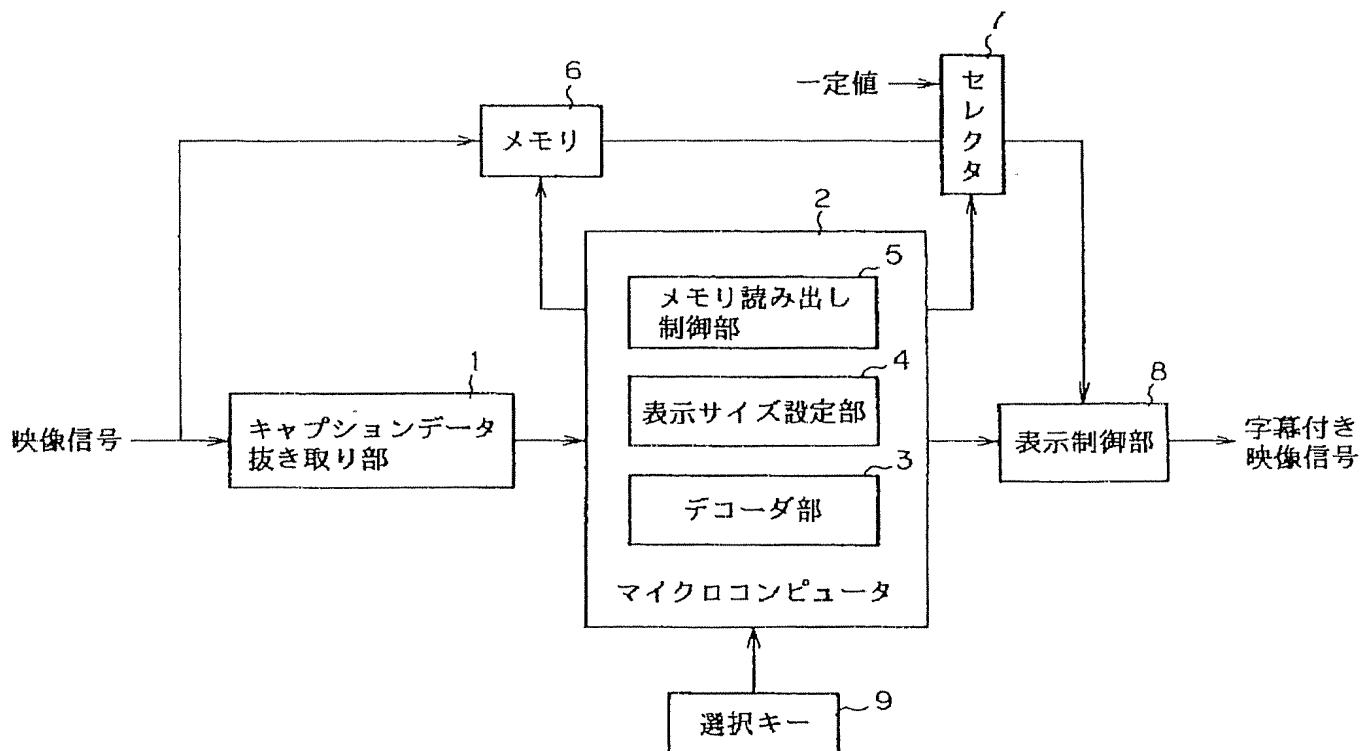 7
一定値
セレクタ
6
メモリ
2
5
メモリ読み出し
制御部
4
表示サイズ設定部
3
デコーダ部
マイクロコンピュータ
映像信号
1
キャプションデータ
抜き取り部
8
表示制御部
字幕付き
映像信号
選択キー
9